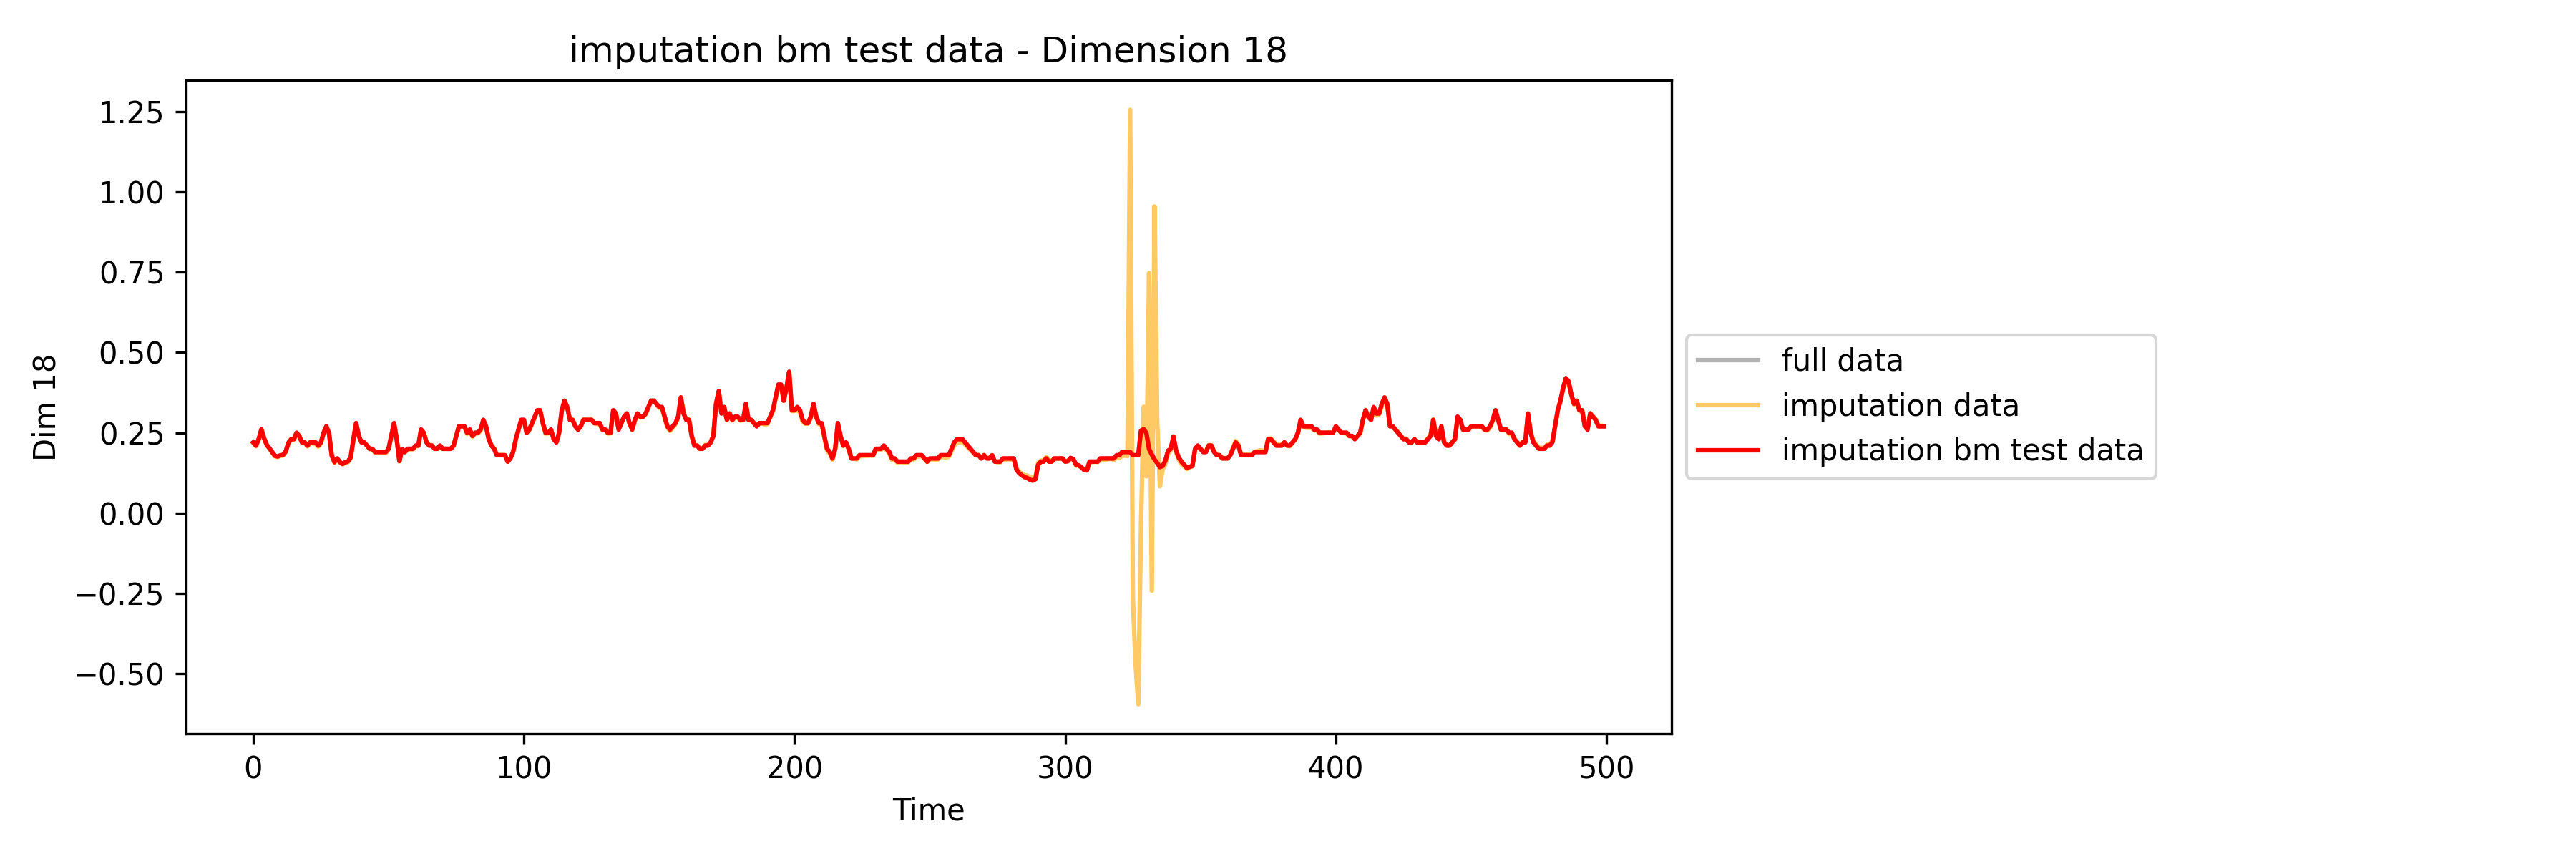 imputation bm test data - Dimension 18
1.25
1.00
0.75
0.50
0.25
0.00
−0.25
−0.50
Dim 18
0 100 200 300 400 500
Time
full data
imputation data
imputation bm test data